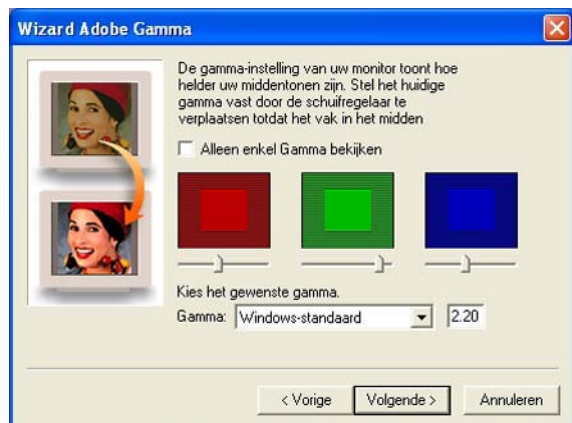 Wizard Adobe Gamma
De gamma-instelling van uw monitor toont hoe
helder uw middentonen zijn. Stel het huidige
gamma vast door de schuifregelaar te
verplaatsen totdat het vak in het midden
Alleen enkel Gamma bekijken
Kies het gewenste gamma.
Gamma: Windows-standaard 2.20
< Vorige Volgende > Annuleren